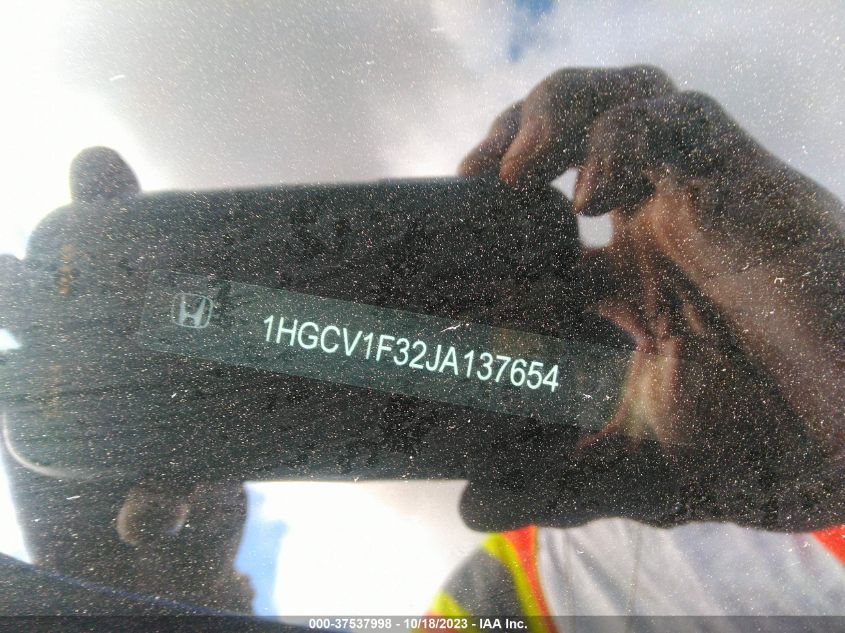 1HGCV1F32JA137654
000-37537998 - 10/18/2023 - IAA Inc.